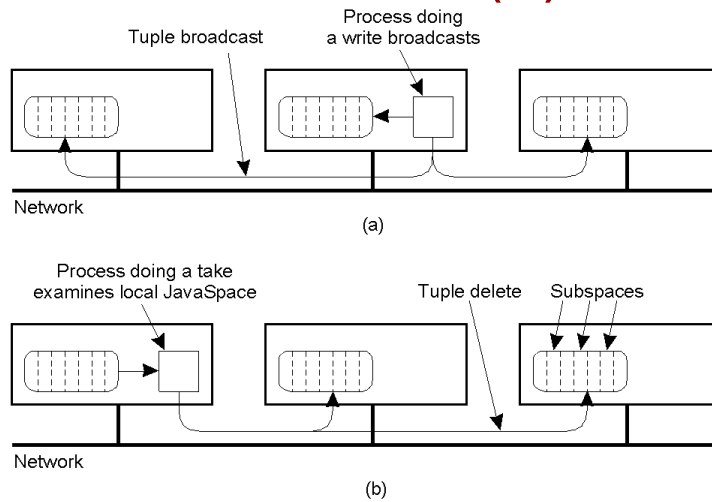 Process doing
a write broadcasts
Tuple broadcast
Network
(a)
Process doing a take
examines local JavaSpace
Tuple delete
Subspaces
Network
(b)